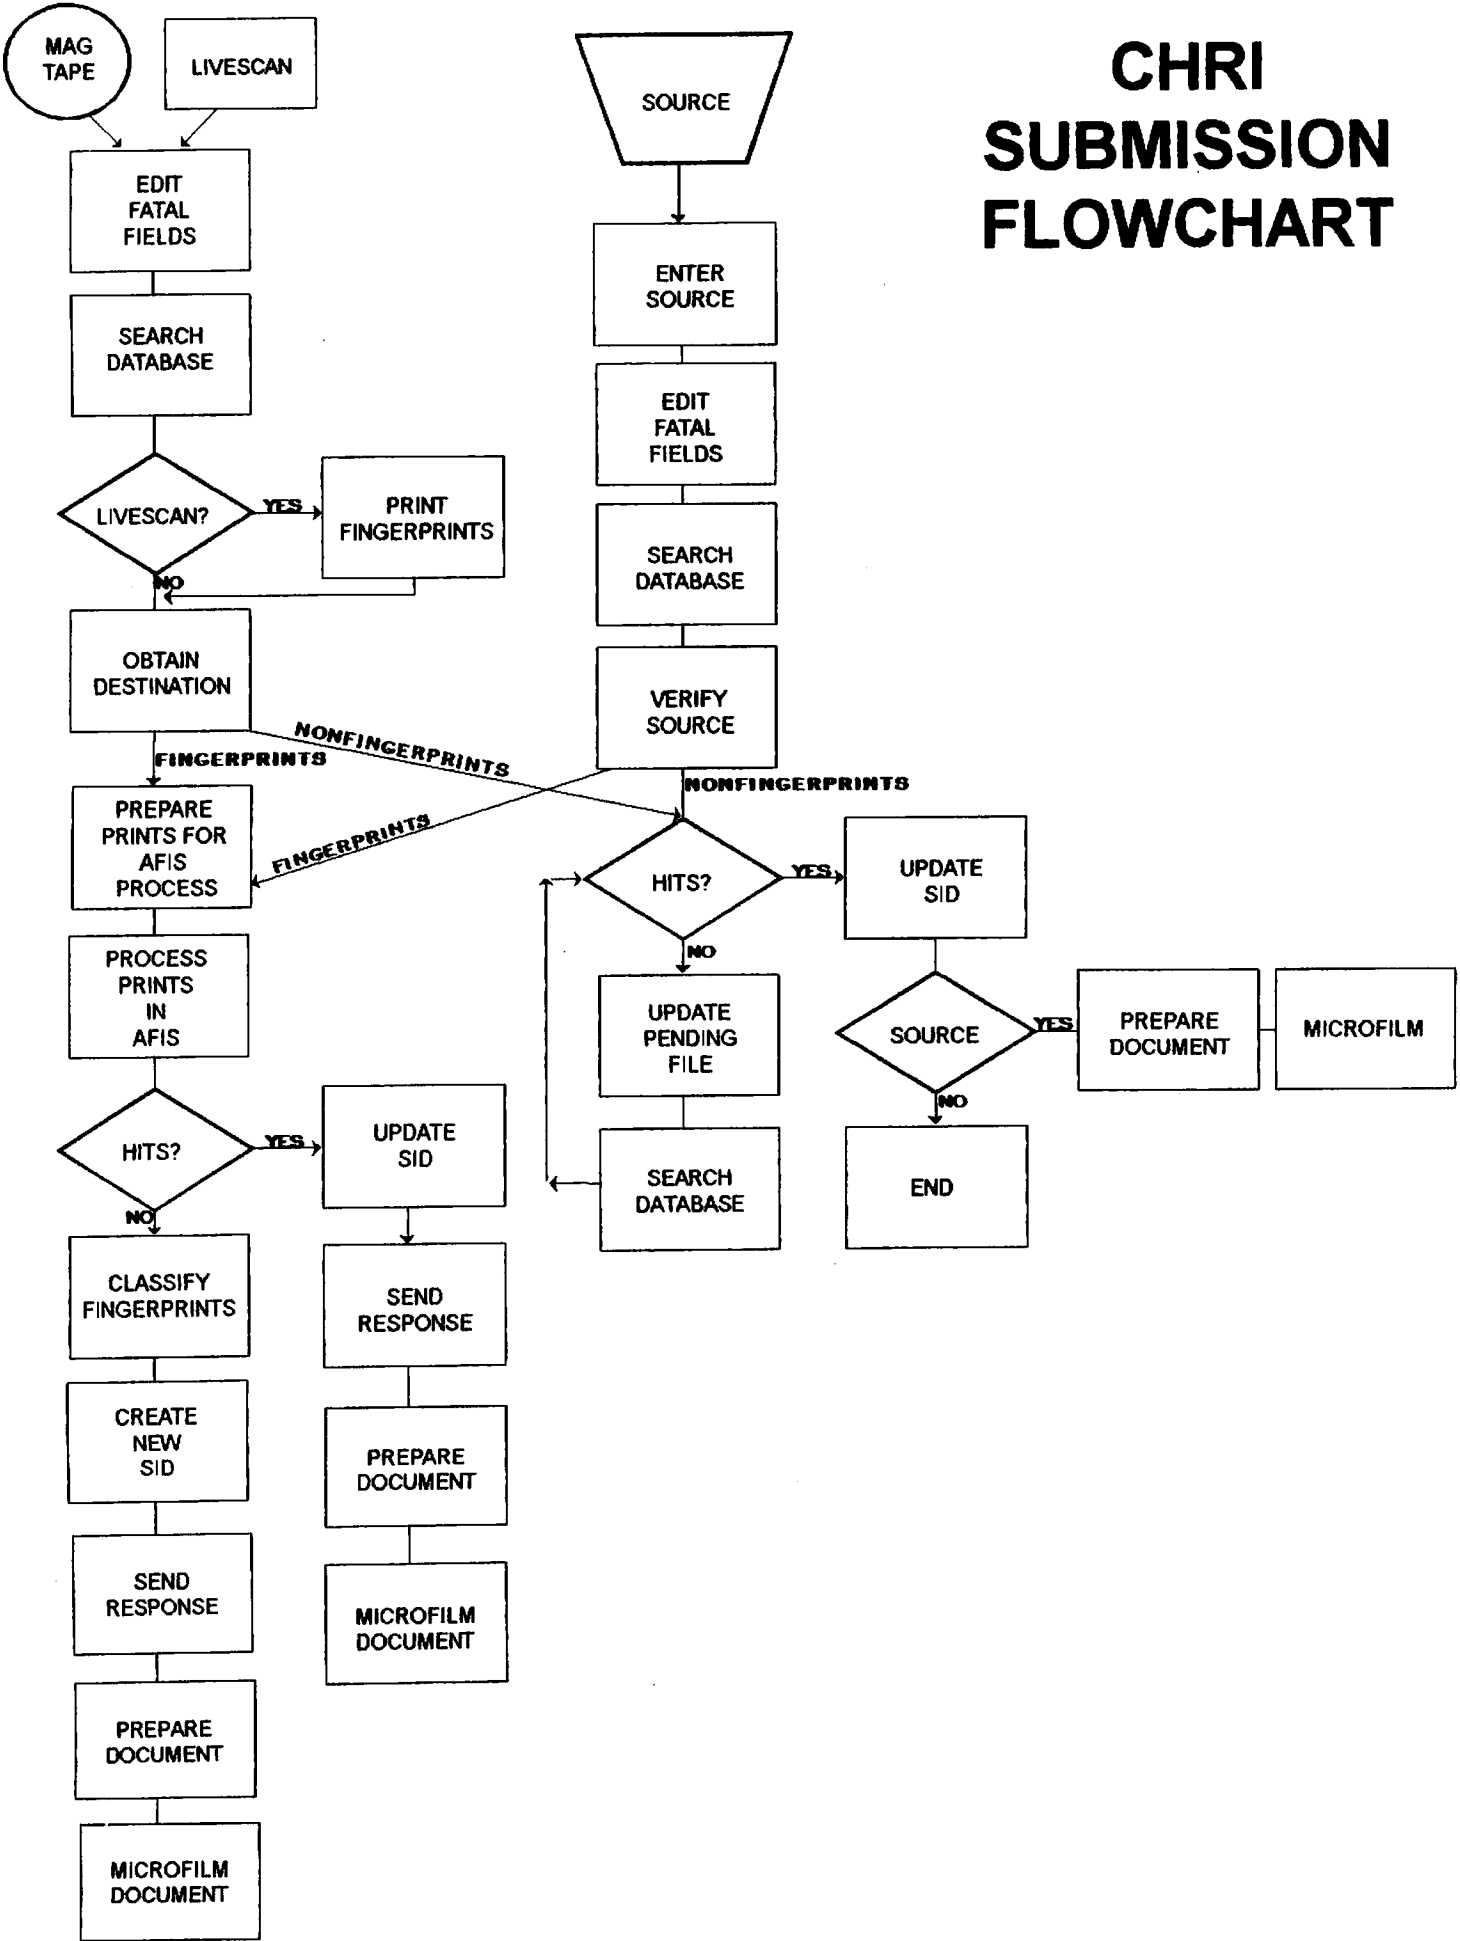 CHRI
SUBMISSION
FLOWCHART
MAG
TAPE
LIVESCAN
EDIT
FATAL
FIELDS
SEARCH
DATABASE
LIVESCAN?
YES
PRINT
FINGERPRINTS
NO
OBTAIN
DESTINATION
NONFINGERPRINTS
FINGERPRINTS
PREPARE
PRINTS FOR
AFIS
PROCESS
PROCESS
PRINTS
IN
AFIS
HITS?
YES
UPDATE
SID
SEND
RESPONSE
PREPARE
DOCUMENT
MICROFILM
DOCUMENT
NO
CLASSIFY
FINGERPRINTS
CREATE
NEW
SID
SEND
RESPONSE
PREPARE
DOCUMENT
MICROFILM
DOCUMENT
SOURCE
ENTER
SOURCE
EDIT
FATAL
FIELDS
SEARCH
DATABASE
VERIFY
SOURCE
FINGERPRINTS
NONFINGERPRINTS
HITS?
YES
UPDATE
SID
NO
UPDATE
PENDING
FILE
SEARCH
DATABASE
SOURCE
YES
PREPARE
DOCUMENT
MICROFILM
NO
END